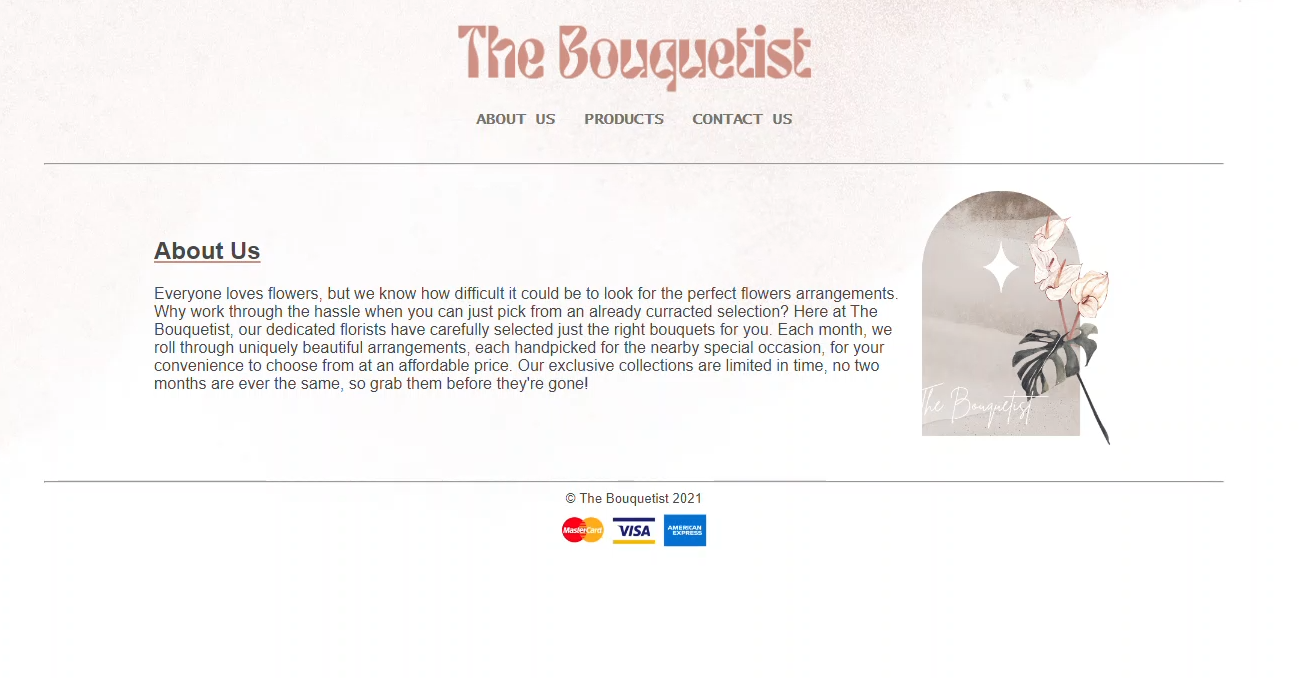 The Bouquetist
ABOUT US PRODUCTS CONTACT US
About Us
Everyone loves flowers, but we know how difficult it could be to look for the perfect flowers arrangements.
Why work through the hassle when you can just pick from an already curracted selection? Here at The
Bouquetist, our dedicated florists have carefully selected just the right bouquets for you. Each month, we
roll through uniquely beautiful arrangements, each handpicked for the nearby special occasion, for your
convenience to choose from at an affordable price. Our exclusive collections are limited in time, no two
months are ever the same, so grab them before they're gone!
The Bouquetist
© The Bouquetist 2021
MasterCard VISA AMERICAN
EXPRESS